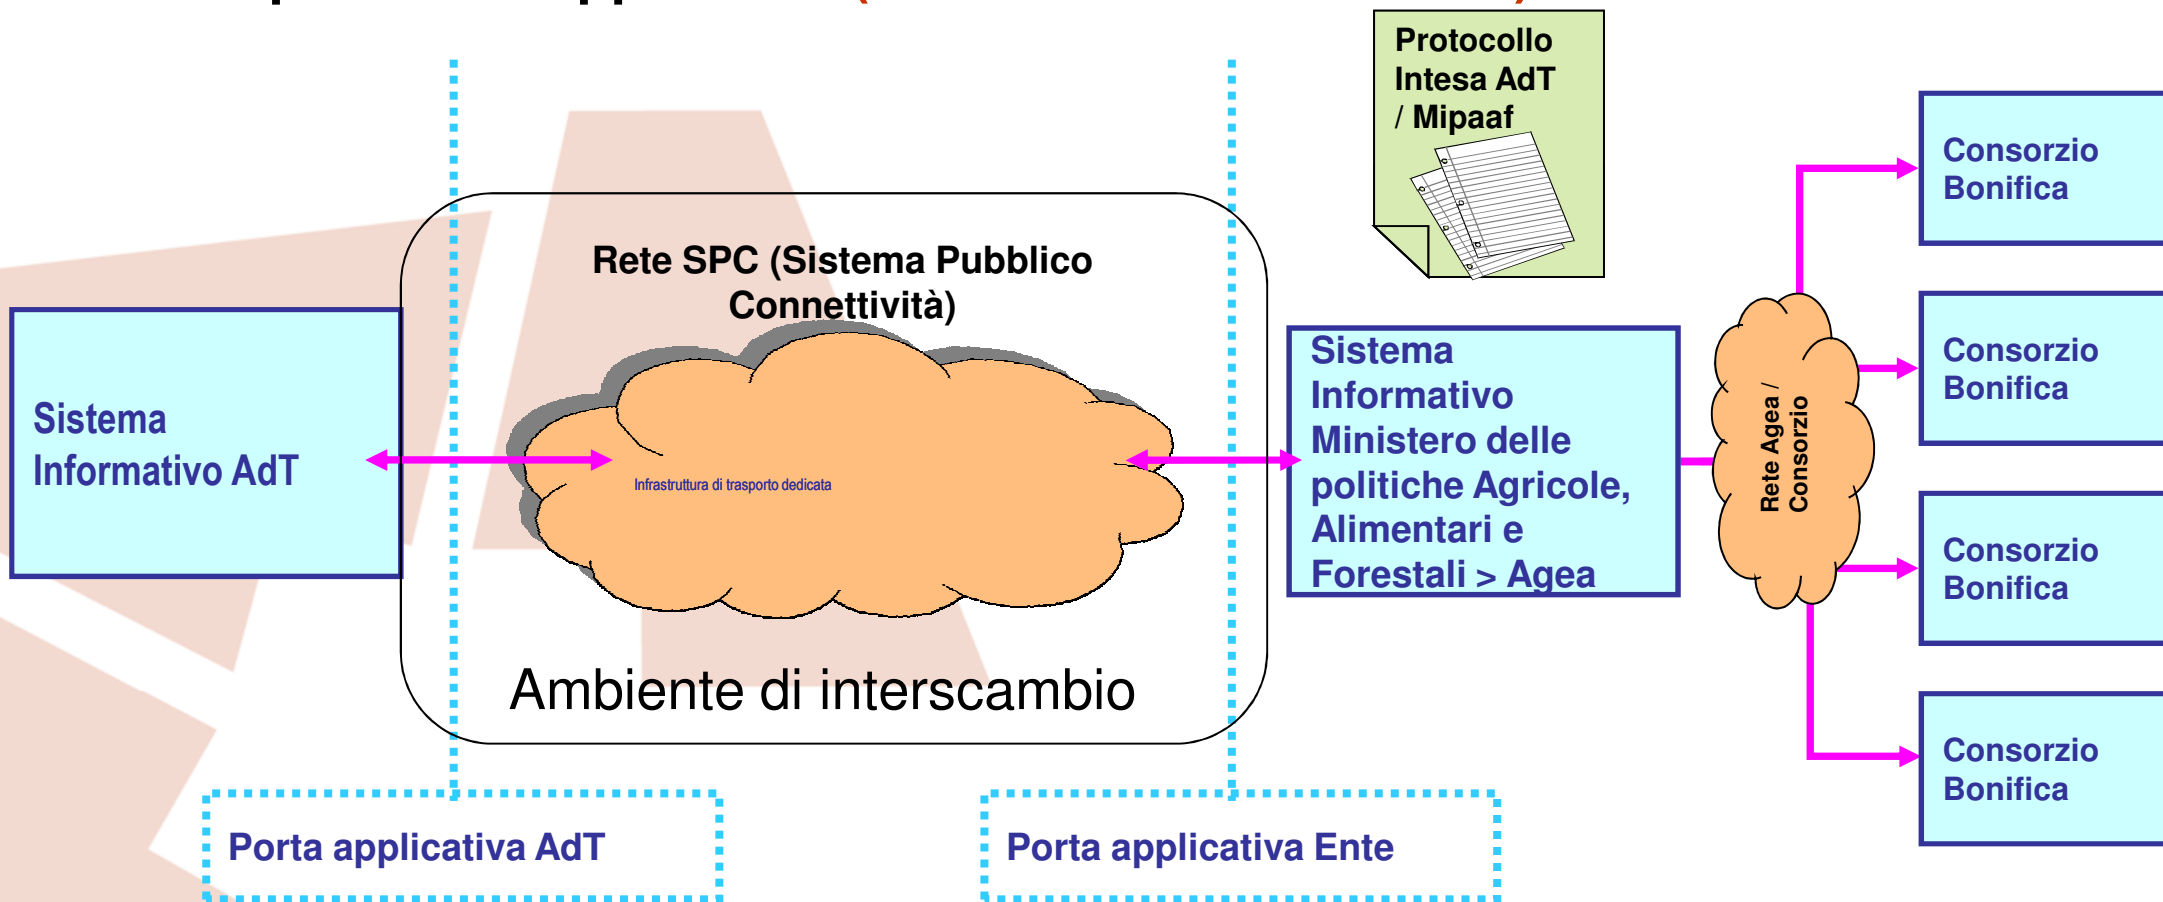 Protocollo
Intesa AdT
/ Mipaaf
Rete SPC (Sistema Pubblico
Connettività)
Sistema
Informativo AdT
Infrastruttura di trasporto dedicata
Ambiente di interscambio
Sistema
Informativo
Ministero delle
politiche Agricole,
Alimentari e
Forestali > Agea
Rete Agea /
Consorzio
Consorzio
Bonifica
Consorzio
Bonifica
Consorzio
Bonifica
Consorzio
Bonifica
Porta applicativa AdT
Porta applicativa Ente